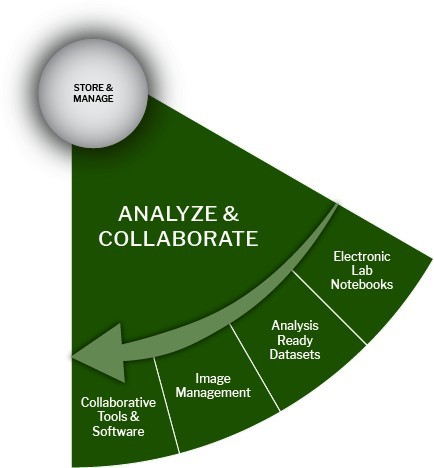 STORE &
MANAGE
ANALYZE &
COLLABORATE
Electronic
Lab
Notebooks
Analysis
Ready
Datasets
Image
Management
Collaborative
Tools &
Software